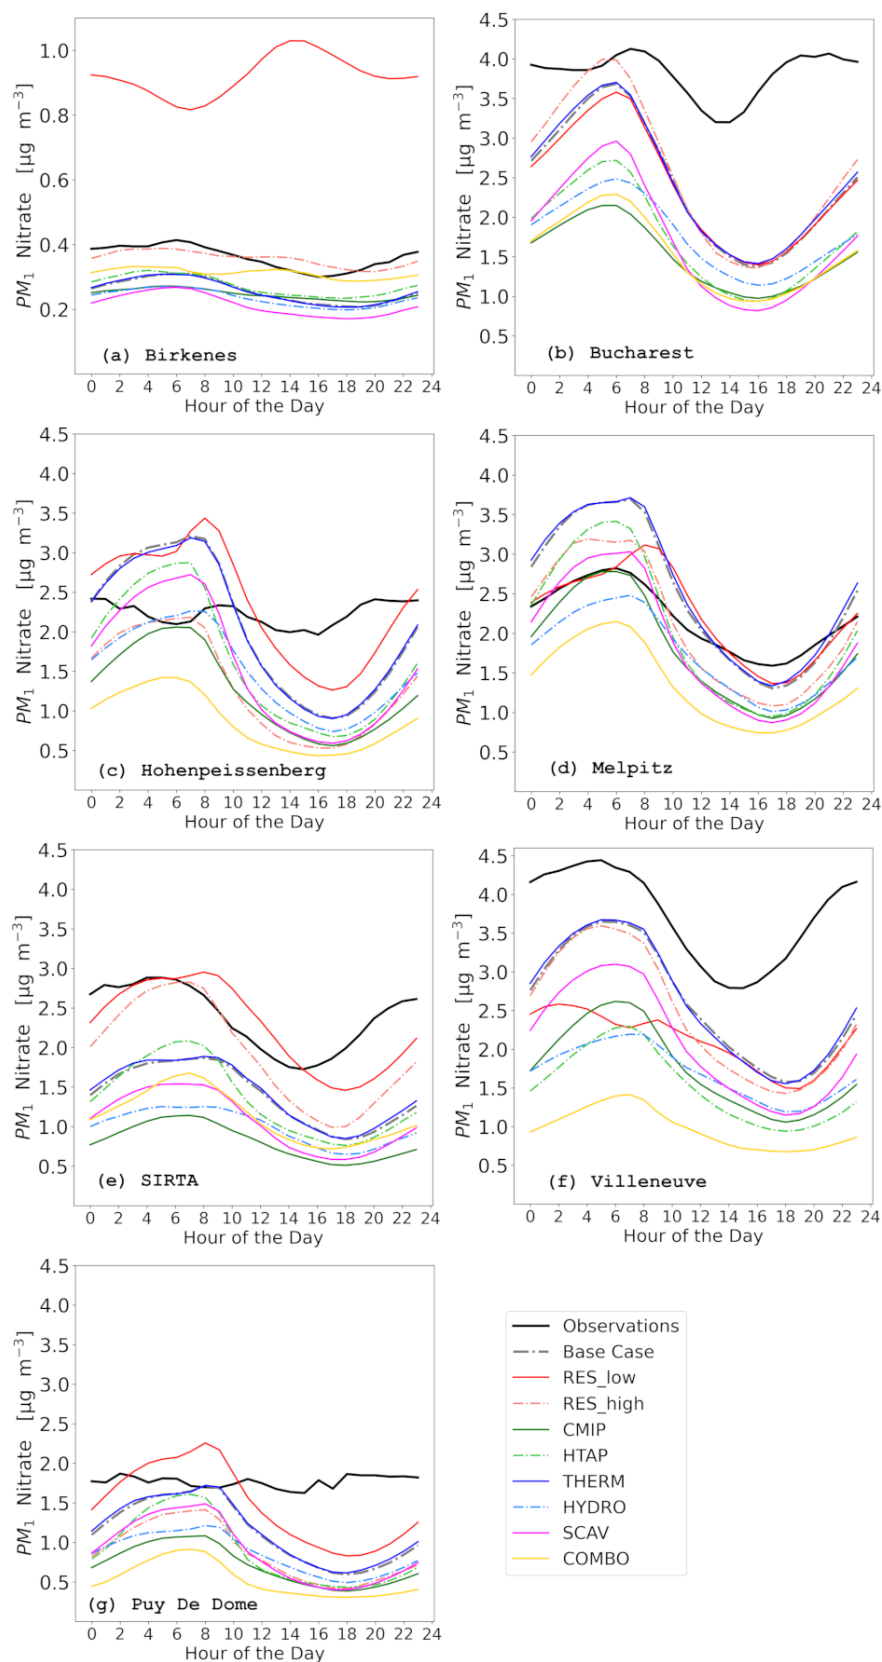 PM₁ Nitrate [µg m⁻³]
1.0
0.8
0.6
0.4
0.2
(a) Birkenes
0 2 4 6 8 10 12 14 16 18 20 22 24
Hour of the Day
4.5
4.0
3.5
3.0
2.5
2.0
1.5
1.0
0.5
PM₁ Nitrate [µg m⁻³]
(b) Bucharest
0 2 4 6 8 10 12 14 16 18 20 22 24
Hour of the Day
4.5
4.0
3.5
3.0
2.5
2.0
1.5
1.0
0.5
PM₁ Nitrate [µg m⁻³]
(c) Hohenpeissenberg
0 2 4 6 8 10 12 14 16 18 20 22 24
Hour of the Day
4.5
4.0
3.5
3.0
2.5
2.0
1.5
1.0
0.5
PM₁ Nitrate [µg m⁻³]
(d) Melpitz
0 2 4 6 8 10 12 14 16 18 20 22 24
Hour of the Day
4.5
4.0
3.5
3.0
2.5
2.0
1.5
1.0
0.5
PM₁ Nitrate [µg m⁻³]
(e) SIRTA
0 2 4 6 8 10 12 14 16 18 20 22 24
Hour of the Day
4.5
4.0
3.5
3.0
2.5
2.0
1.5
1.0
0.5
PM₁ Nitrate [µg m⁻³]
(f) Villeneuve
0 2 4 6 8 10 12 14 16 18 20 22 24
Hour of the Day
4.5
4.0
3.5
3.0
2.5
2.0
1.5
1.0
0.5
PM₁ Nitrate [µg m⁻³]
(g) Puy De Dome
0 2 4 6 8 10 12 14 16 18 20 22 24
Hour of the Day
Observations
Base Case
RES_low
RES_high
CMIP
HTAP
THERM
HYDRO
SCAV
COMBO